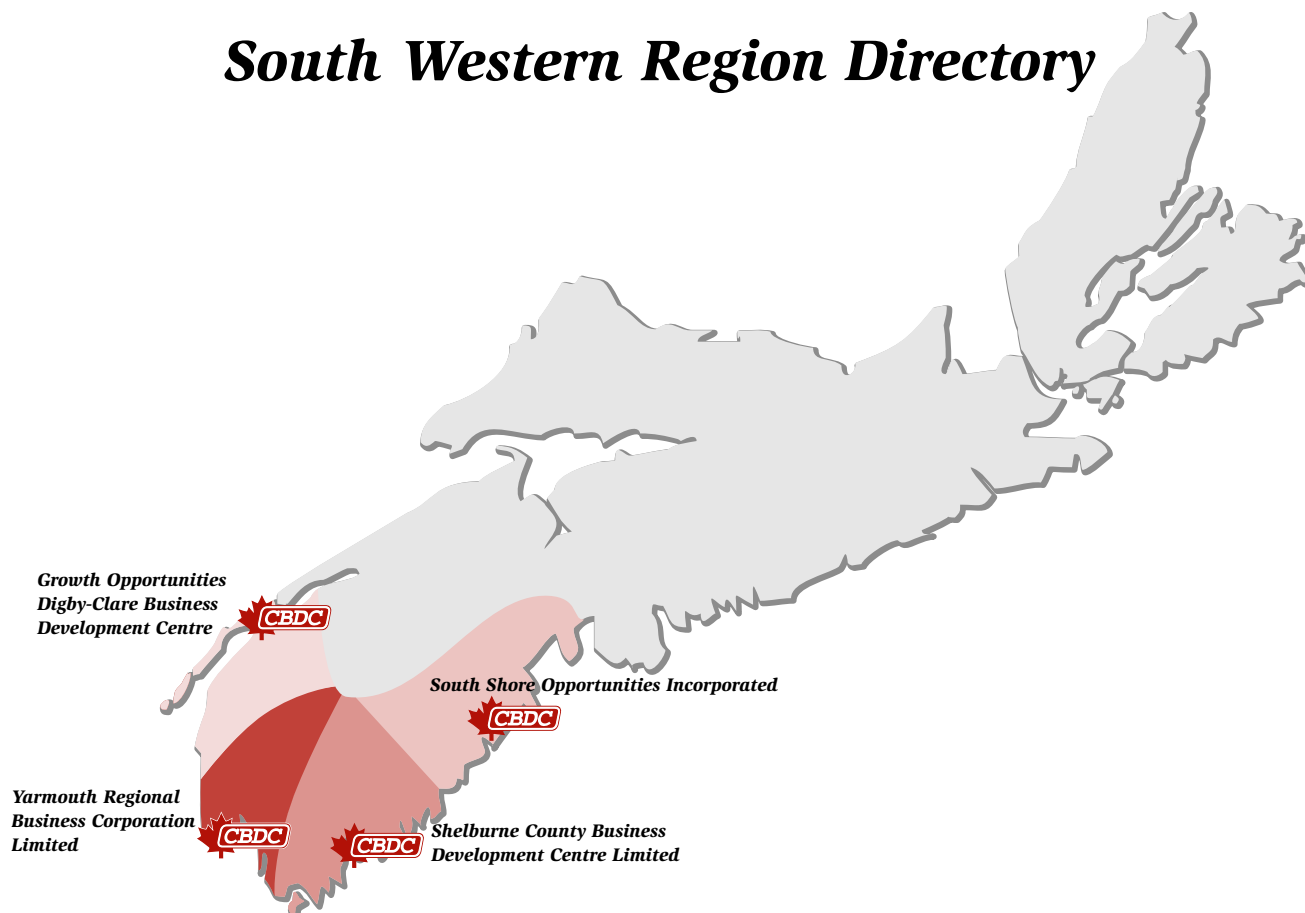 South Western Region Directory
Growth Opportunities
Digby-Clare Business
Development Centre
CBDC
South Shore Opportunities Incorporated
CBDC
Yarmouth Regional
Business Corporation
Limited
CBDC
CBDC
Shelburne County Business
Development Centre Limited